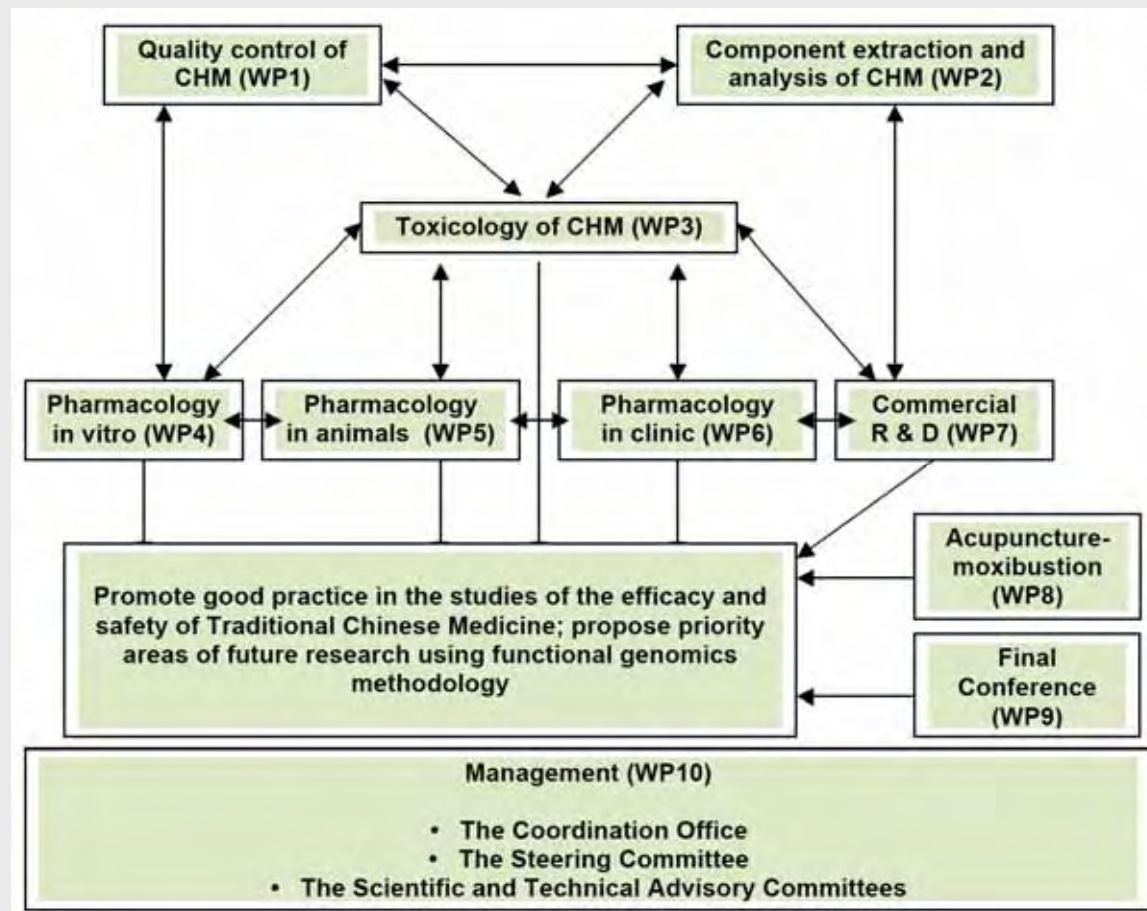 Quality control of
CHM (WP1)
Component extraction and
analysis of CHM (WP2)
Toxicology of CHM (WP3)
Pharmacology
in vitro (WP4)
Pharmacology
in animals (WP5)
Pharmacology
in clinic (WP6)
Commercial
R & D (WP7)
Promote good practice in the studies of the efficacy and
safety of Traditional Chinese Medicine; propose priority
areas of future research using functional genomics
methodology
Acupuncture-
moxibustion
(WP8)
Final
Conference
(WP9)
Management (WP10)
• The Coordination Office
• The Steering Committee
• The Scientific and Technical Advisory Committees